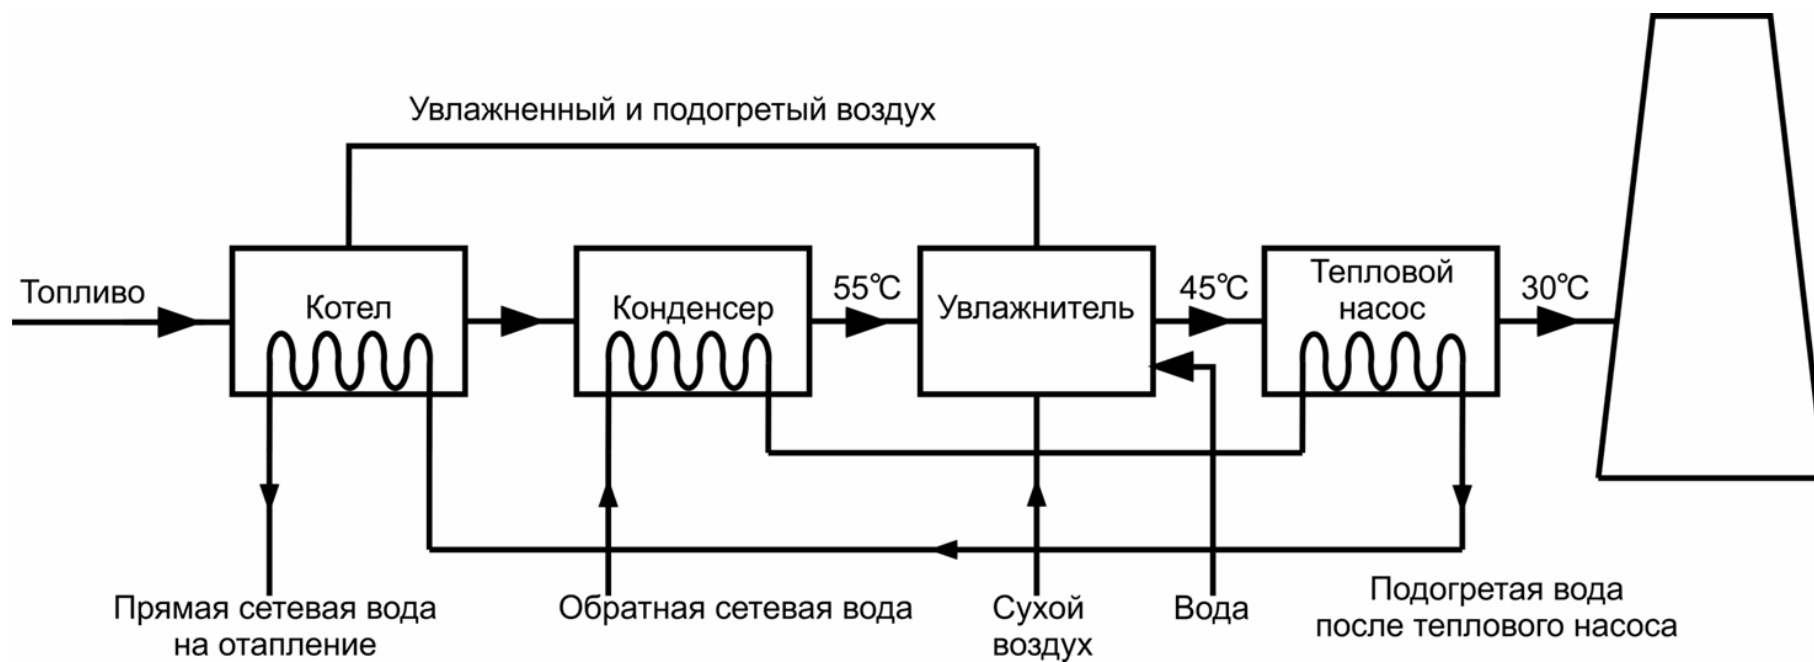 Увлажненный и подогретый воздух
Топливо
Котел
Конденсер
55℃
Увлажнитель
45℃
Тепловой
насос
30℃
Прямая сетевая вода
на отапление
Обратная сетевая вода
Сухой
воздух
Вода
Подогретая вода
после теплового насоса